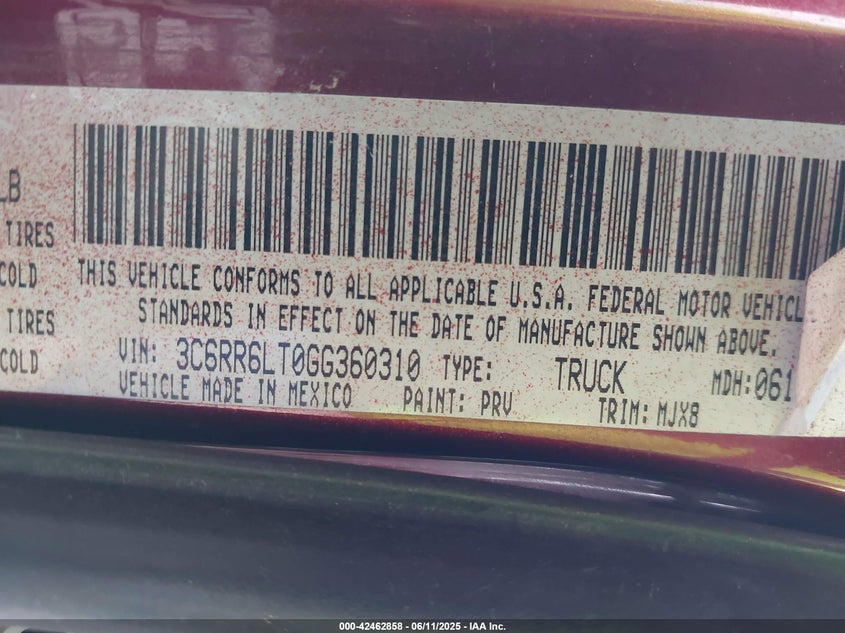 LB
TIRES
COLD
TIRES
COLD
THIS VEHICLE CONFORMS TO ALL APPLICABLE U.S.A. FEDERAL MOTOR VEHICL
STANDARDS IN EFFECT ON THE DATE OF MANUFACTURE SHOWN ABOVE.
VIN: 3C6RR6LT0GG360310 TYPE: TRUCK MDH:061
VEHICLE MADE IN MEXICO PAINT: PRV TRIM: MJX8
000-42462858 - 06/11/2025 - IAA Inc.